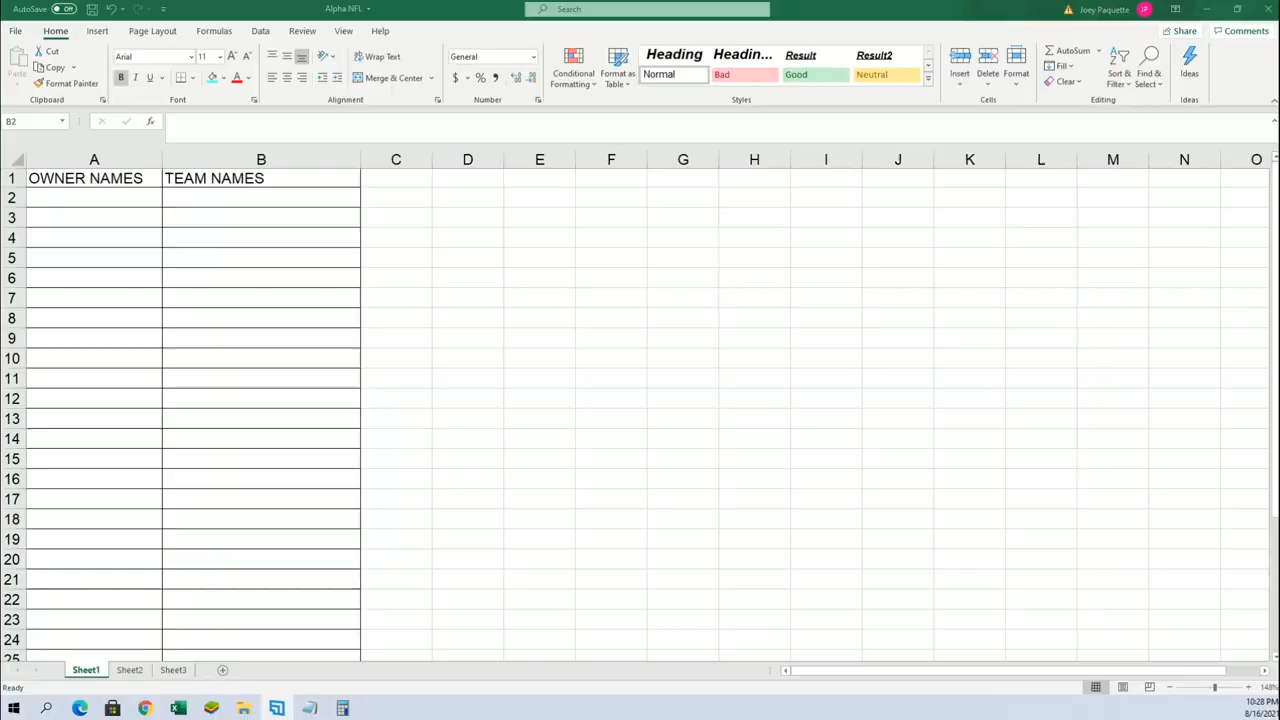 AutoSave Off Alpha NFL Search Joey Paquette JP
File Home Insert Page Layout Formulas Data Review View Help Share Comments
Paste Cut Copy Format Painter Clipboard
Arial 11 B I U A Font
Wrap Text Merge & Center Alignment
General $ % Number
Conditional Formatting Format as Table
Heading Headin... Result Result2
Normal Bad Good Neutral
Styles
Insert Delete Format Cells
AutoSum Fill Clear Sort & Filter Find & Select Editing
Ideas Ideas
B2 fx
A B C D E F G H I J K L M N O
1 OWNER NAMES TEAM NAMES
2
3
4
5
6
7
8
9
10
11
12
13
14
15
16
17
18
19
20
21
22
23
24
25
Sheet1 Sheet2 Sheet3
Ready 148%
10:28 PM
8/16/2021